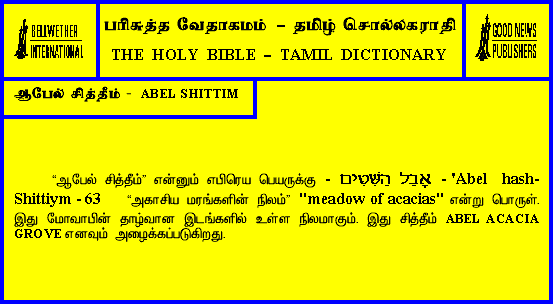 BELLWETHER
INTERNATIONAL
பரிசுத்த வேதாகமம் – தமிழ் சொல்லகராதி
THE HOLY BIBLE – TAMIL DICTIONARY
GOOD NEWS
PUBLISHERS
ஆபேல் சித்தீம் - ABEL SHITTIM
“ஆபேல் சித்தீம்” என்னும் எபிரெய பெயருக்கு - אָבֵל הַשִּׁטִּים - 'Abel hash-
Shittiym - 63 “அகாசிய மரங்களின் நிலம்” "meadow of acacias" என்று பொருள்.
இது மோவாபின் தாழ்வான இடங்களில் உள்ள நிலமாகும். இது சித்தீம் ABEL ACACIA
GROVE எனவும் அழைக்கப்படுகிறது.